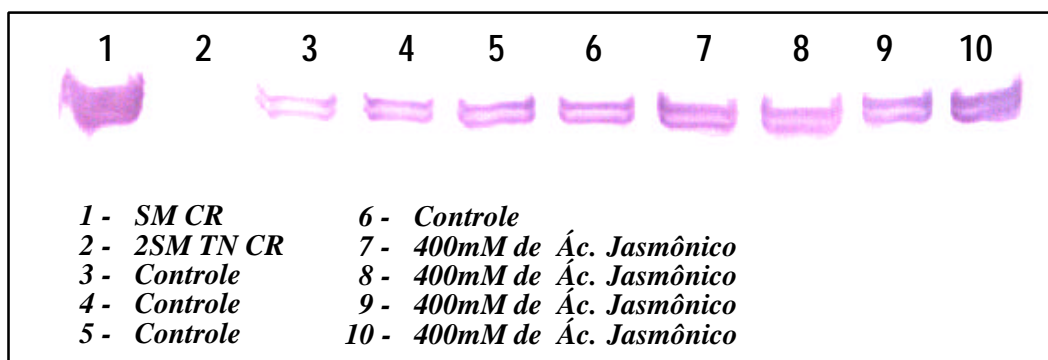 1 2 3 4 5 6 7 8 9 10
1 - SM CR
2 - 2SM TN CR
3 - Controle
4 - Controle
5 - Controle
6 - Controle
7 - 400mM de Ác. Jasmônico
8 - 400mM de Ác. Jasmônico
9 - 400mM de Ác. Jasmônico
10 - 400mM de Ác. Jasmônico